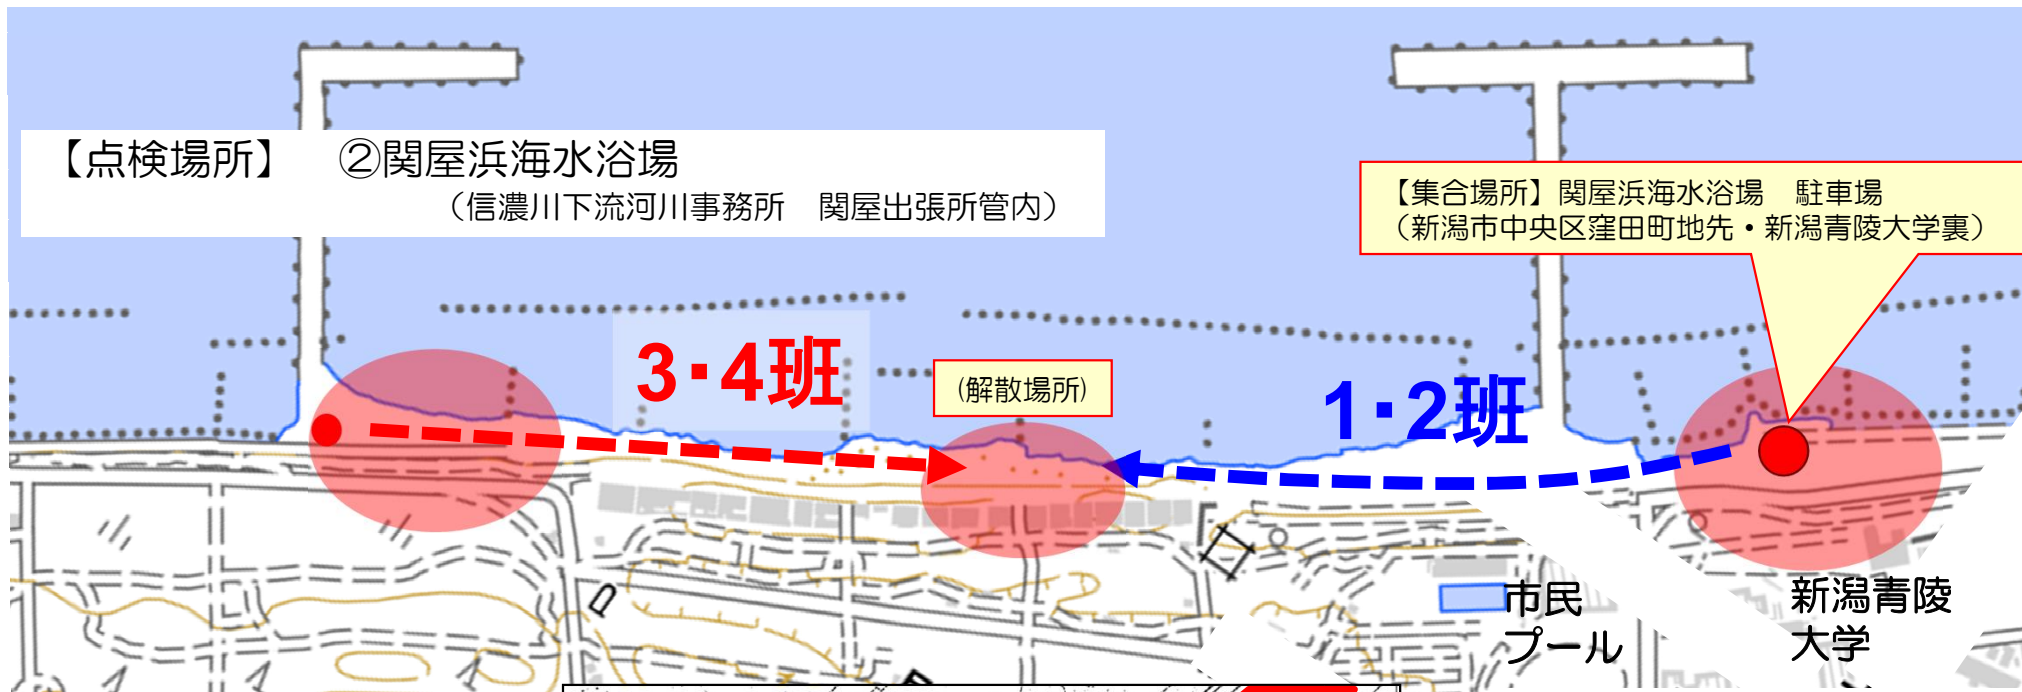 【点検場所】　②関屋浜海水浴場
（信濃川下流河川事務所　関屋出張所管内）
【集合場所】関屋浜海水浴場　駐車場
（新潟市中央区窪田町地先・新潟青陵大学裏）
3・4班
(解散場所)
1・2班
市民
プール
新潟青陵
大学